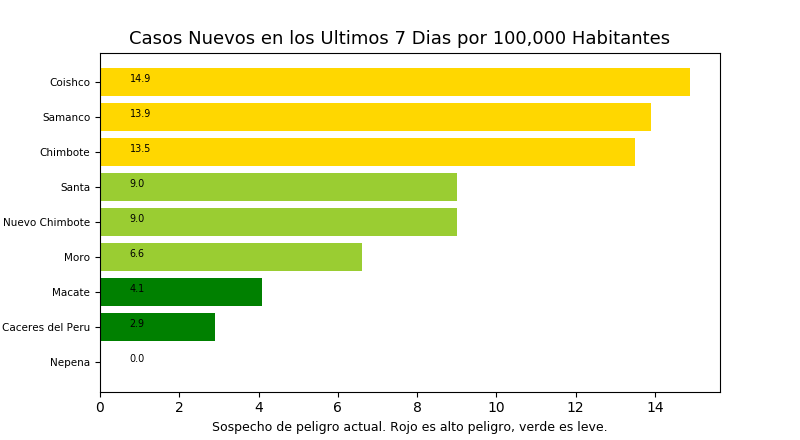 Casos Nuevos en los Ultimos 7 Dias por 100,000 Habitantes
Coishco 14.9
Samanco 13.9
Chimbote 13.5
Santa 9.0
Nuevo Chimbote 9.0
Moro 6.6
Macate 4.1
Caceres del Peru 2.9
Nepena 0.0
0 2 4 6 8 10 12 14
Sospecho de peligro actual. Rojo es alto peligro, verde es leve.